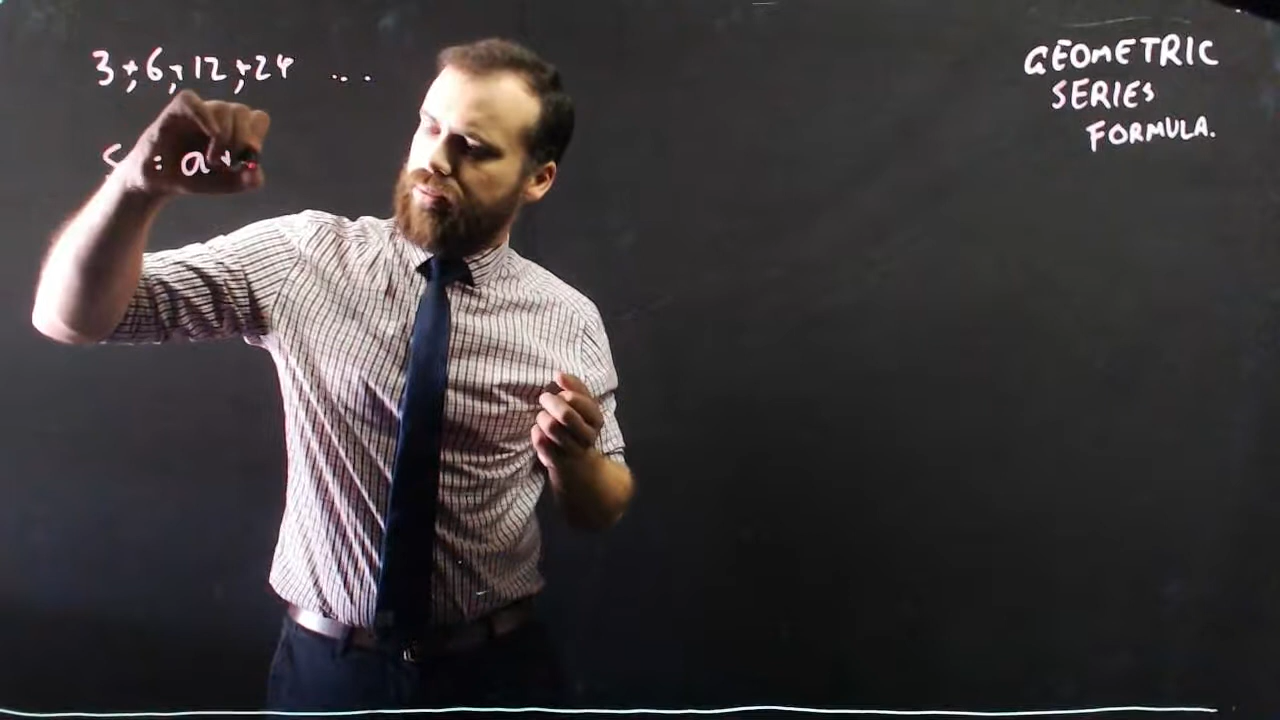 3+6+12+24 ...
S : a +
GEOMETRIC
SERIES
FORMULA.